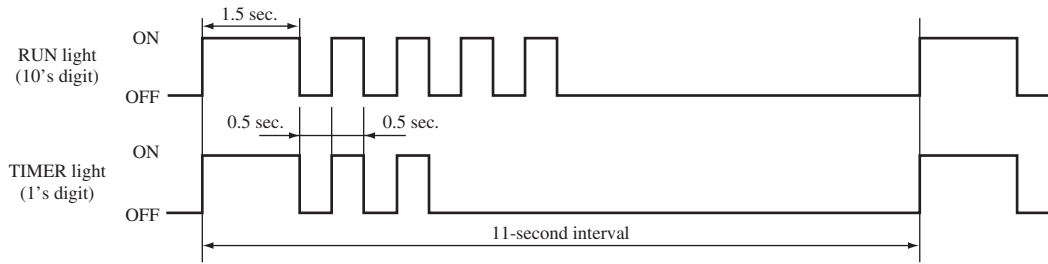 1.5 sec.
ON
RUN light
(10's digit)
OFF
0.5 sec.
0.5 sec.
ON
TIMER light
(1's digit)
OFF
11-second interval